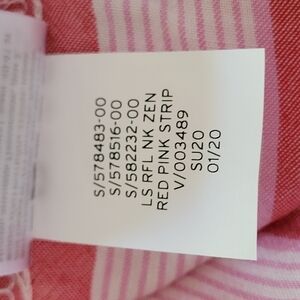 S/578483-00
S/578516-00
S/582232-00
LS RFL NK ZEN
RED PINK STRIP
V/003489
SU20
01/20